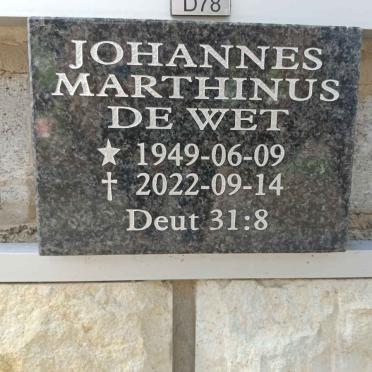 D78
JOHANNES
MARTHINUS
DE WET
★ 1949-06-09
† 2022-09-14
Deut 31:8